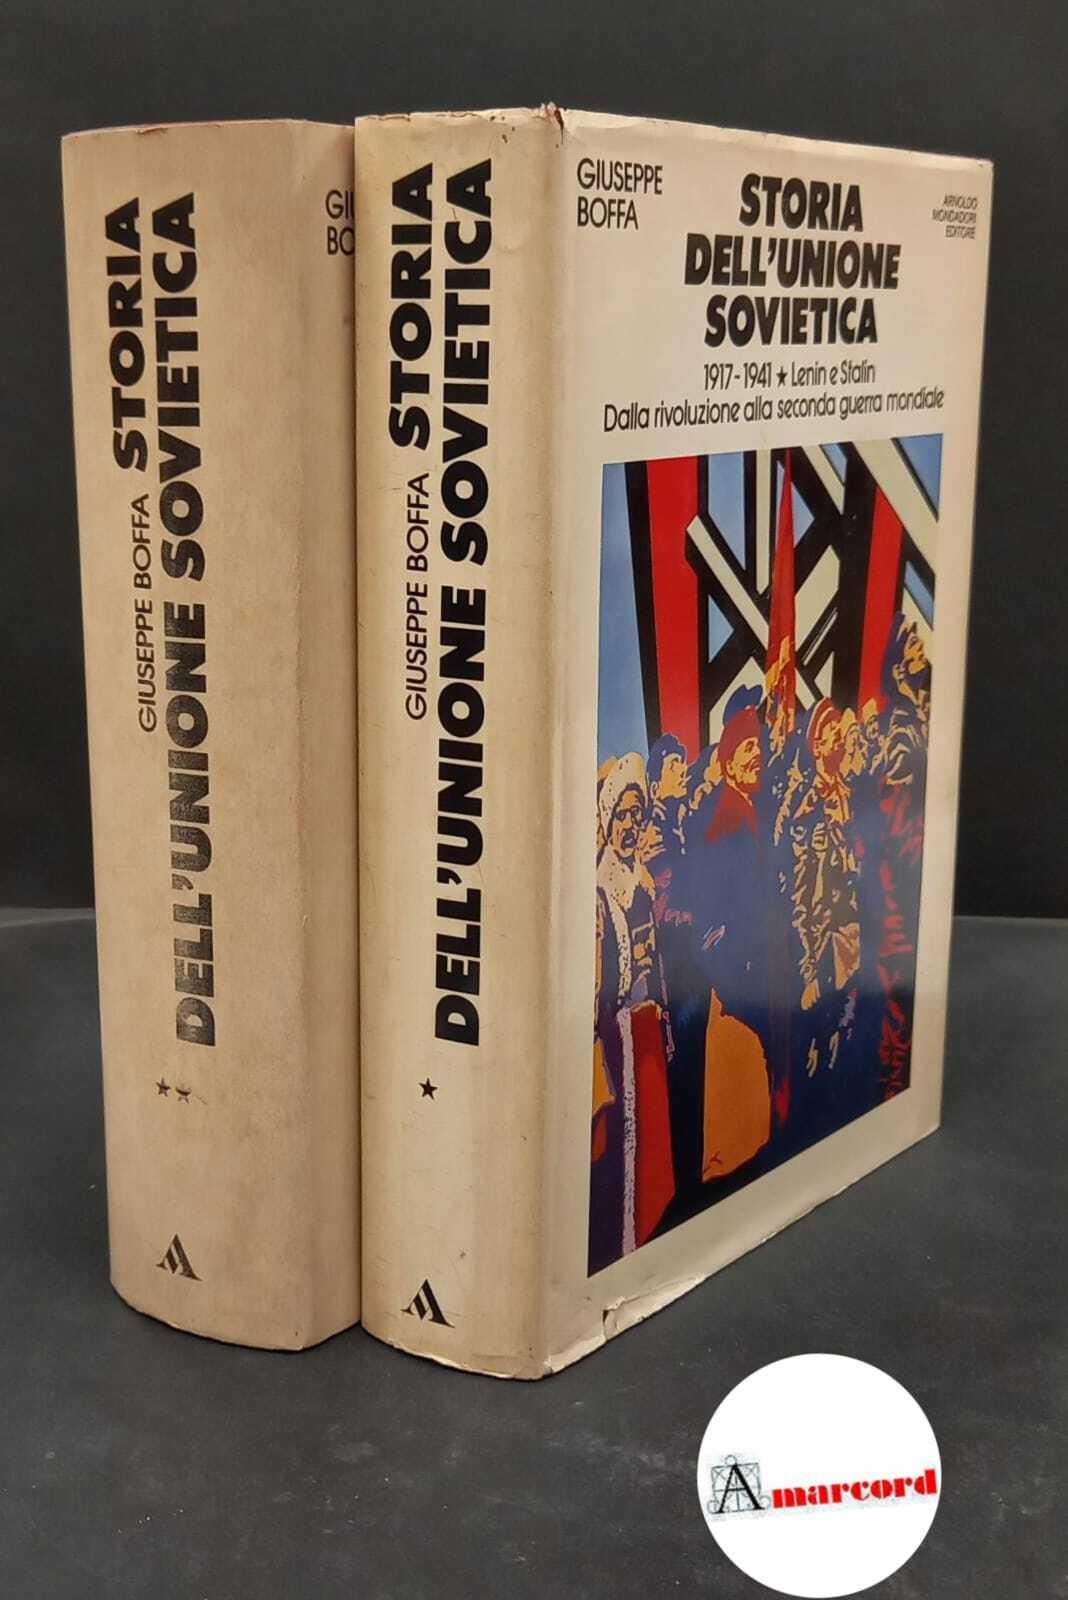 GIUSEPPE BOFFA STORIA
DELL'UNIONE SOVIETICA
GIUSEPPE BOFFA STORIA
DELL'UNIONE SOVIETICA
GIUSEPPE
BOFFA
STORIA
DELL'UNIONE
SOVIETICA
ARNOLDO
MONDADORI
EDITORE
1917-1941 ★ Lenin e Stalin
Dalla rivoluzione alla seconda guerra mondiale
Amarcord